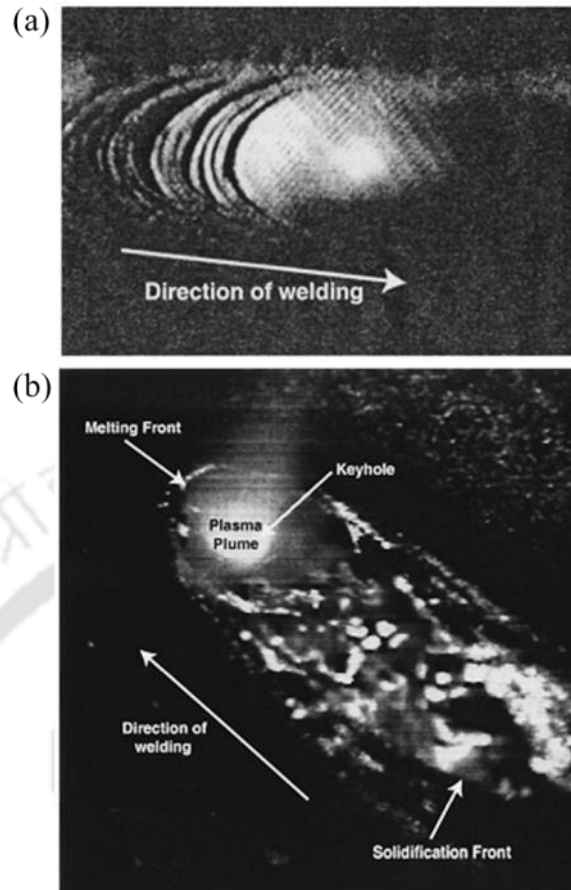 (a)
Direction of welding
(b)
Melting Front
Keyhole
Plasma
Plume
Direction of
welding
Solidification Front